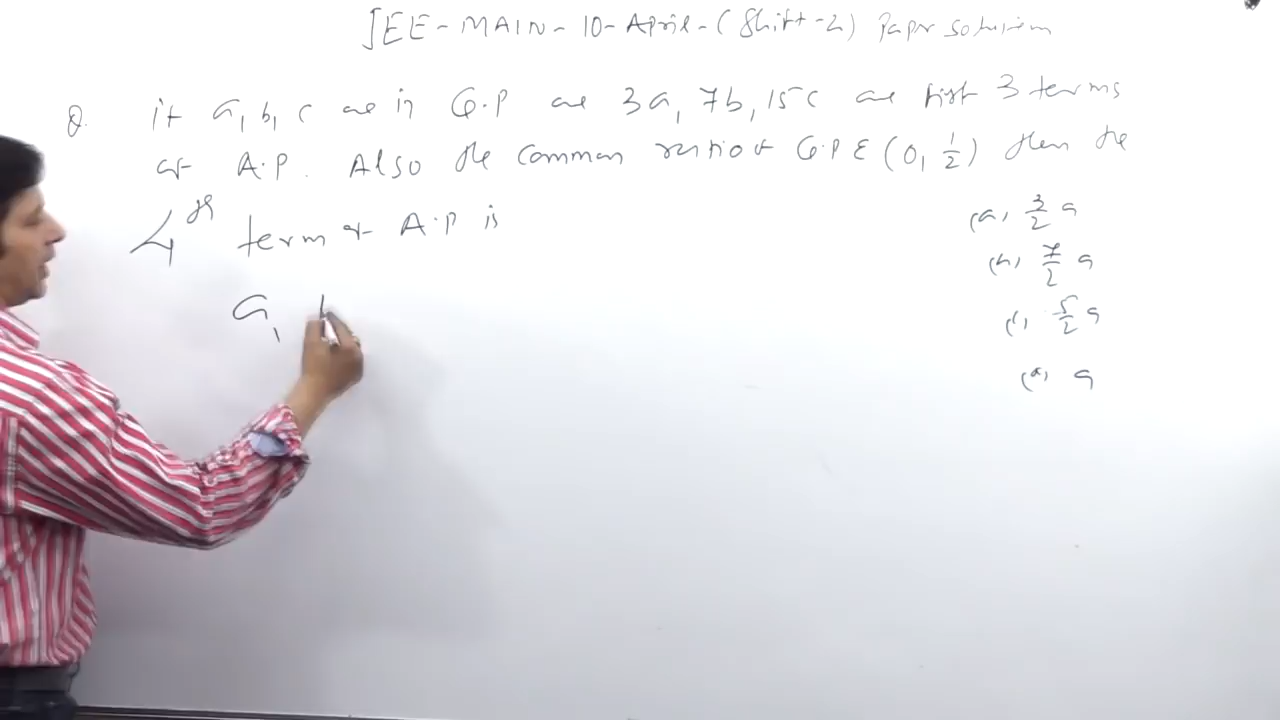 JEE-MAIN-10-April-(Shift-2) Paper solution
Q. if a, b, c are in G.P are 3a, 7b, 15c are first 3 terms
of A.P. Also the common ratio of G.P ∈ (0, 1/2) then the
4th term of A.P is
(a) 3/2 a
(b) 7/2 a
(c) 5/2 a
(d) a
a,